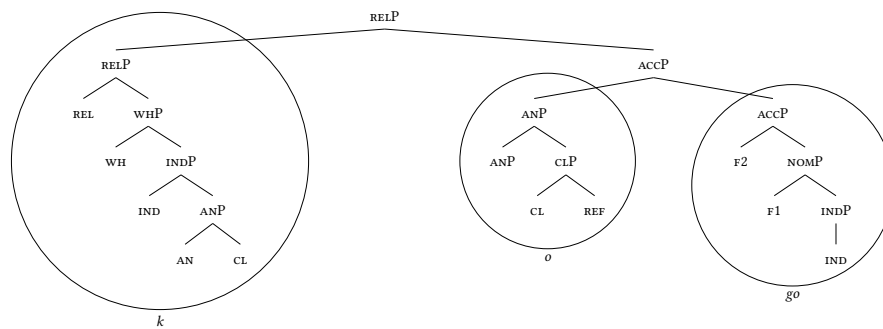 RELP
RELP ACCP
REL WHP ANP ACCP
WH INDP ANP CLP F2 NOMP
IND ANP CL REF F1 INDP
AN CL IND
o
go
k